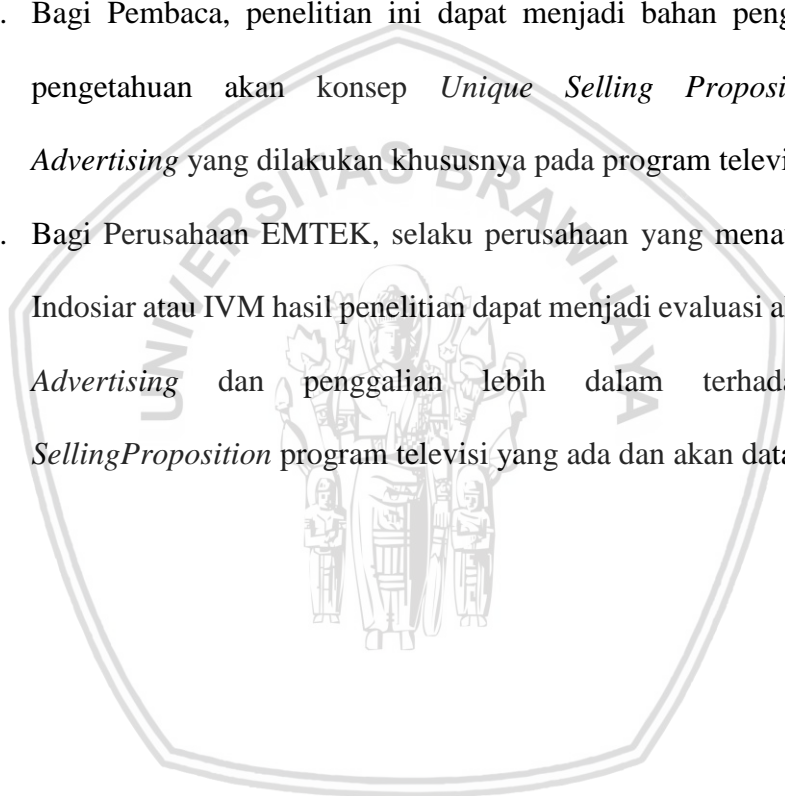 . Bagi Pembaca, penelitian ini dapat menjadi bahan peng
pengetahuan akan konsep Unique Selling Proposi
Advertising yang dilakukan khususnya pada program televi
. Bagi Perusahaan EMTEK, selaku perusahaan yang mena
Indosiar atau IVM hasil penelitian dapat menjadi evaluasi a
Advertising dan penggalian lebih dalam terhada
SellingProposition program televisi yang ada dan akan data
UNIVERSITAS BRAWIJAYA